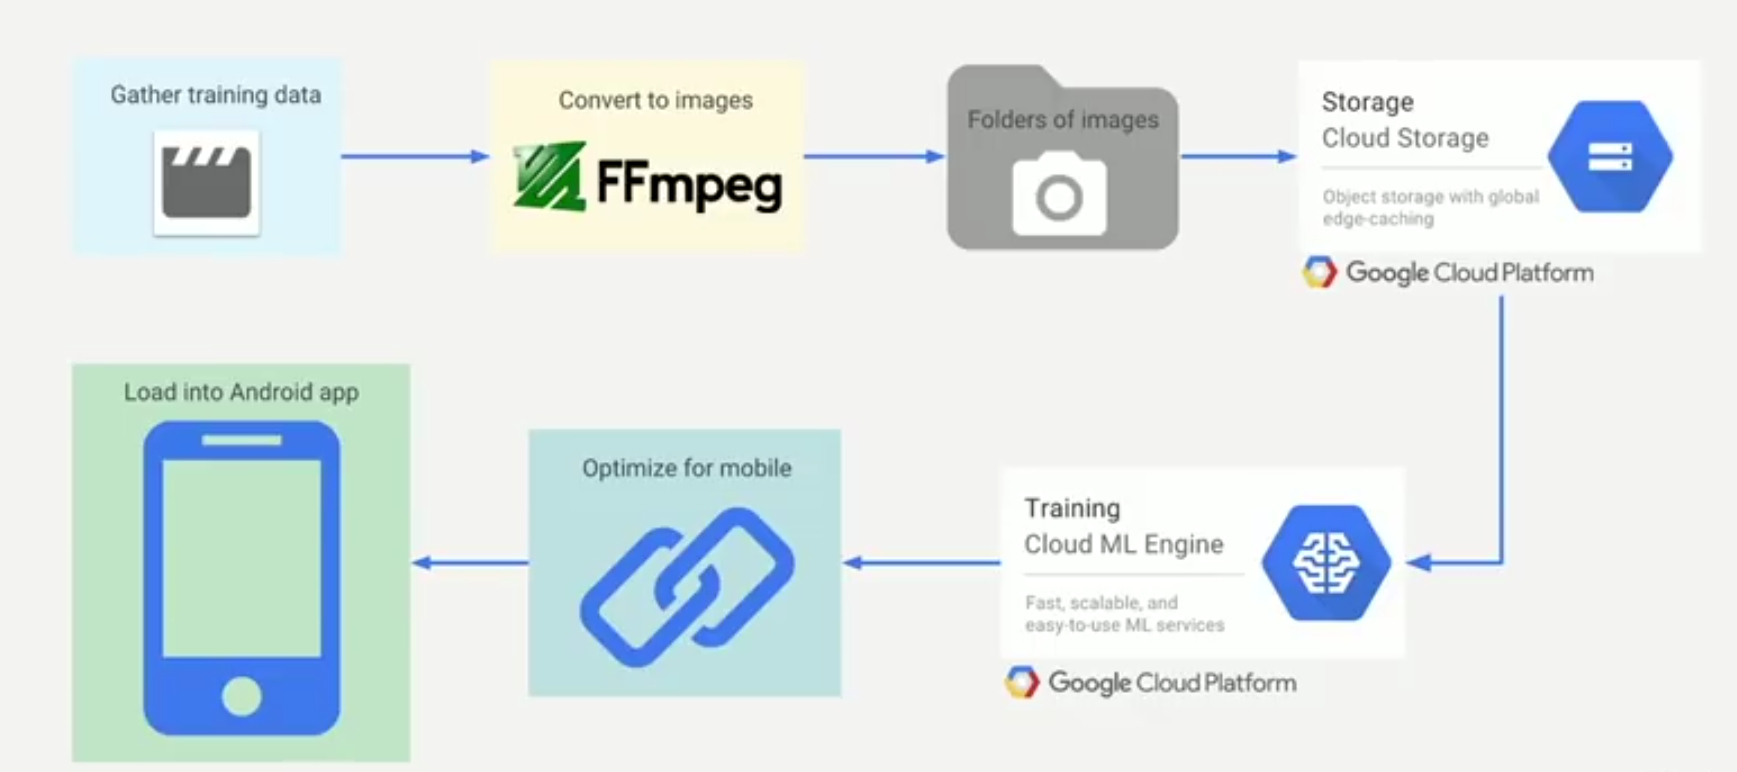 Gather training data
Convert to images
FFmpeg
Folders of images
Storage
Cloud Storage
Object storage with global
edge-caching
Google Cloud Platform
Load into Android app
Optimize for mobile
Training
Cloud ML Engine
Fast, scalable, and
easy-to-use ML services
Google Cloud Platform